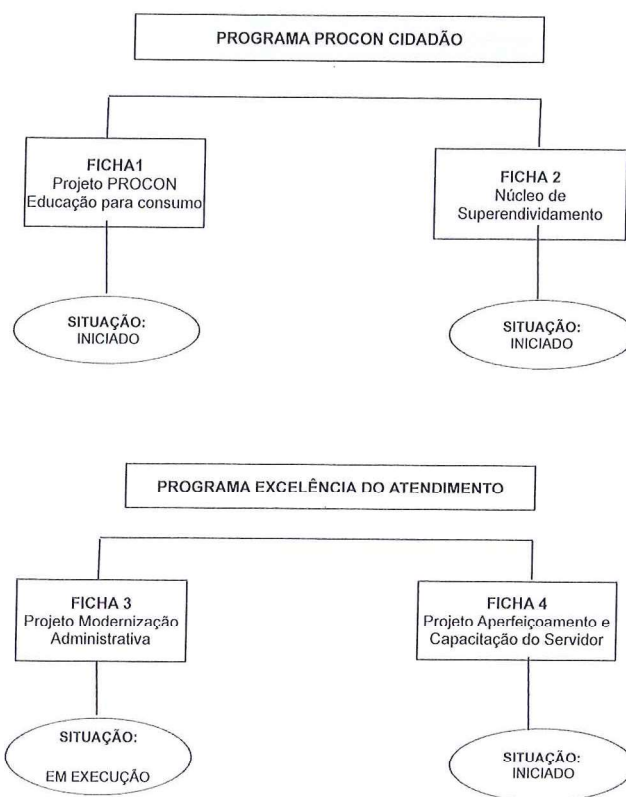 PROGRAMA PROCON CIDADÃO
FICHA1
Projeto PROCON
Educação para consumo
FICHA 2
Núcleo de
Superendividamento
SITUAÇÃO:
INICIADO
SITUAÇÃO:
INICIADO
PROGRAMA EXCELÊNCIA DO ATENDIMENTO
FICHA 3
Projeto Modernização
Administrativa
FICHA 4
Projeto Aperfeiçoamento e
Capacitação do Servidor
SITUAÇÃO:
EM EXECUÇÃO
SITUAÇÃO:
INICIADO